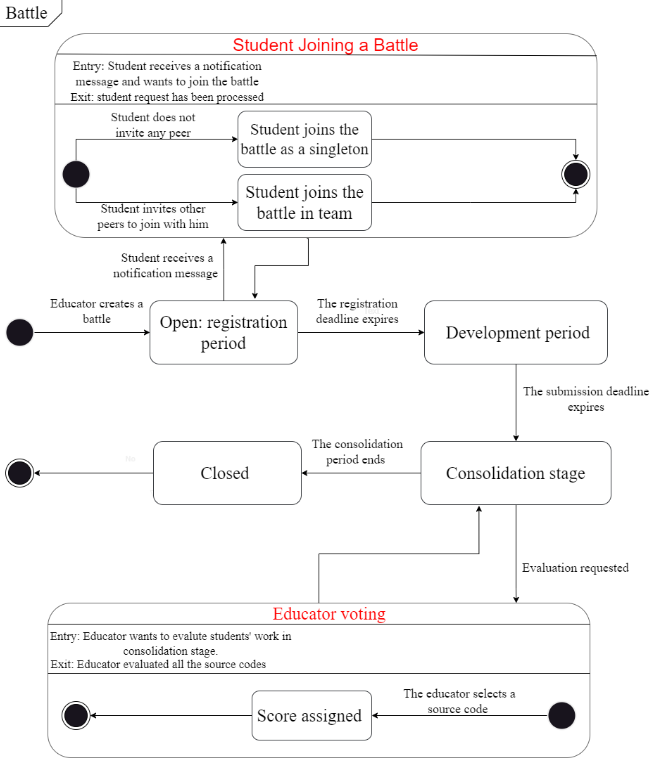 Battle
Student Joining a Battle
Entry: Student receives a notification
message and wants to join the battle
Exit: student request has been processed
Student does not
invite any peer
Student joins the
battle as a singleton
Student invites other
peers to join with him
Student joins the
battle in team
Student receives a
notification message
Educator creates a
battle
Open: registration
period
The registration
deadline expires
Development period
The submission deadline
expires
No
Closed
The consolidation
period ends
Consolidation stage
Evaluation requested
Educator voting
Entry: Educator wants to evalute students' work in
consolidation stage.
Exit: Educator evaluated all the source codes
Score assigned
The educator selects a
source code